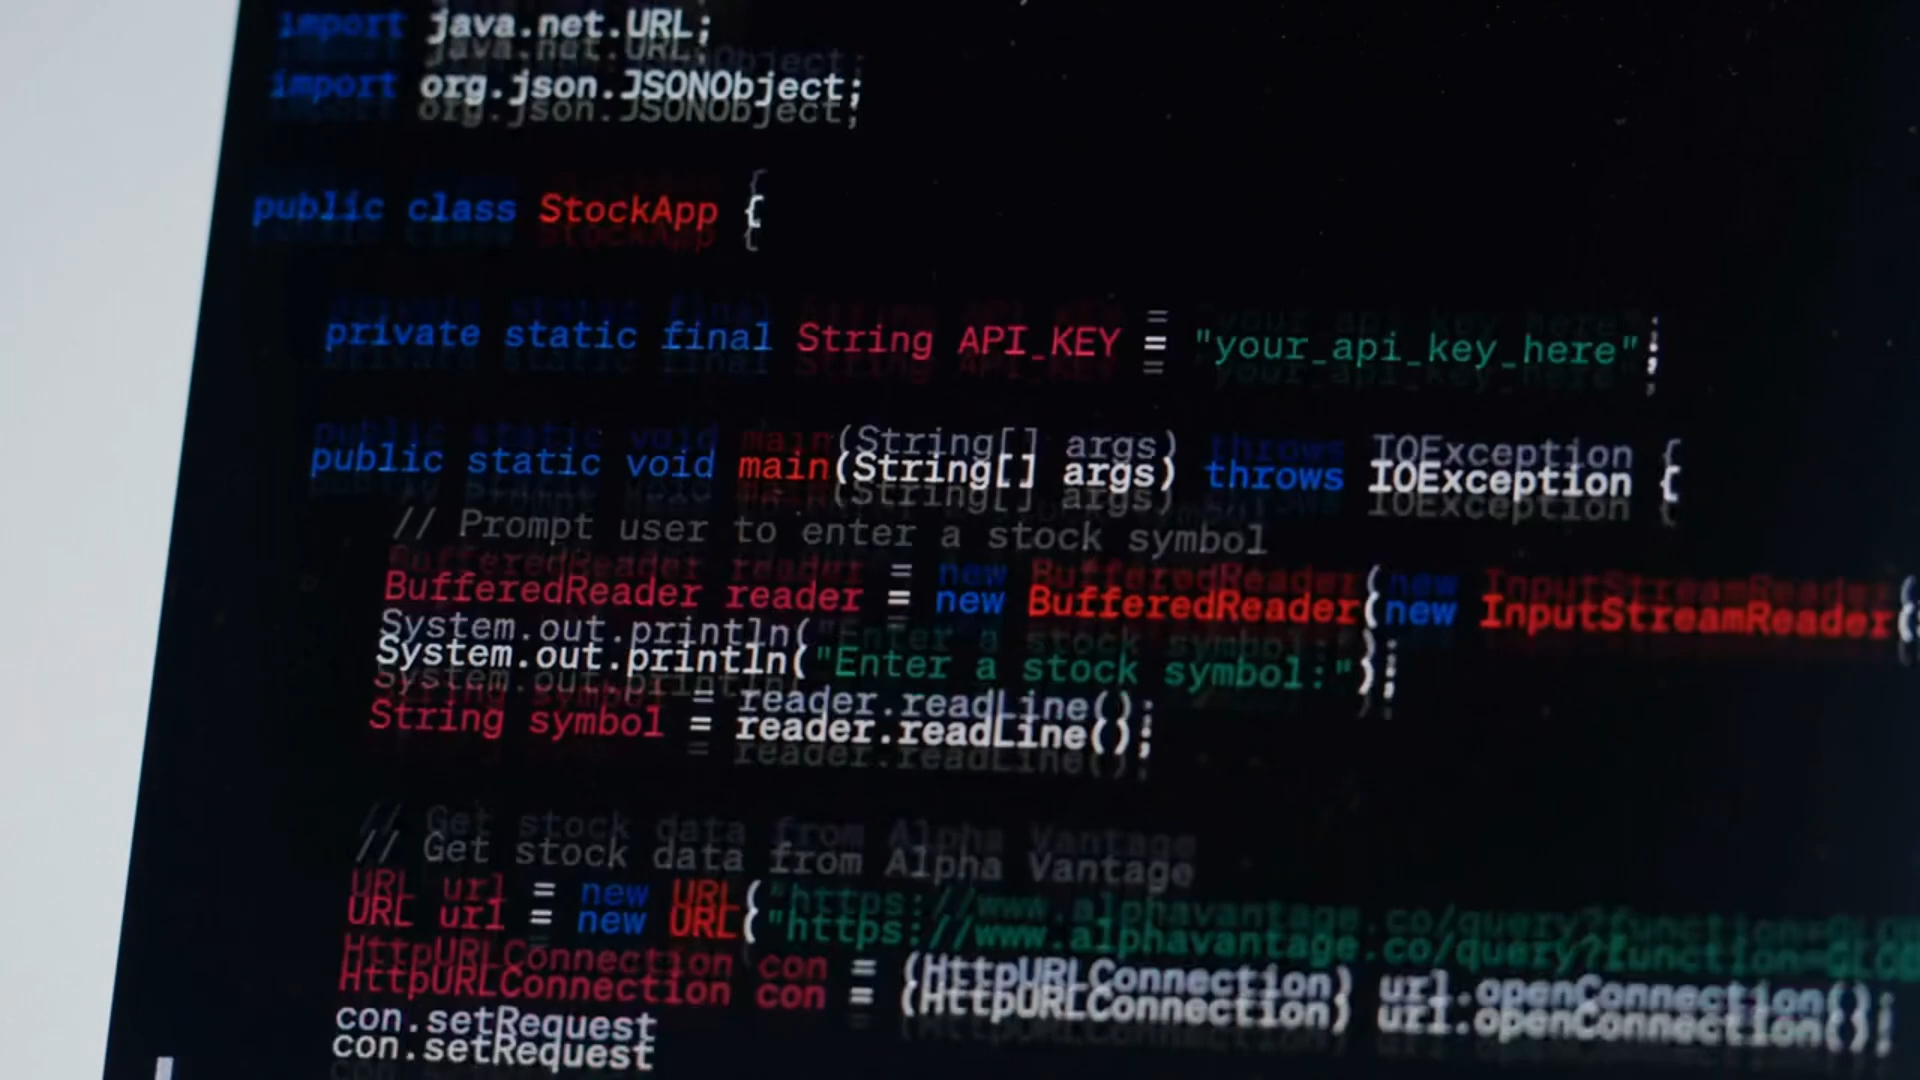 import java.net.URL;
import org.json.JSONObject;
public class StockApp {
private static final String API_KEY = "your_api_key_here";
public static void main(String[] args) throws IOException {
// Prompt user to enter a stock symbol
BufferedReader reader = new BufferedReader(new InputStreamReader(
System.out.println("Enter a stock symbol:");
String symbol = reader.readLine();
// Get stock data from Alpha Vantage
URL url = new URL("https://www.alphavantage.co/query?function=GLO
HttpURLConnection con = (HttpURLConnection) url.openConnection();
con.setRequest